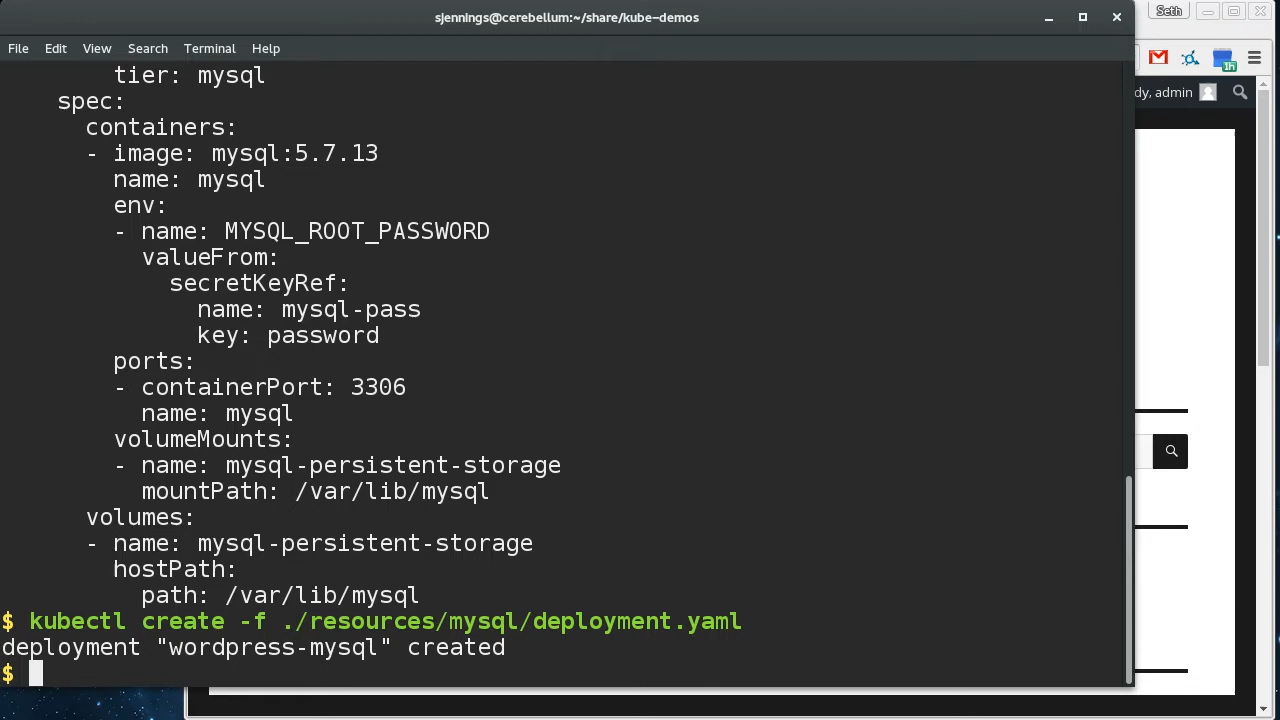 sjennings@cerebellum:~/share/kube-demos
Seth
File Edit View Search Terminal Help
1h
dy, admin
tier: mysql
spec:
containers:
- image: mysql:5.7.13
name: mysql
env:
- name: MYSQL_ROOT_PASSWORD
valueFrom:
secretKeyRef:
name: mysql-pass
key: password
ports:
- containerPort: 3306
name: mysql
volumeMounts:
- name: mysql-persistent-storage
mountPath: /var/lib/mysql
volumes:
- name: mysql-persistent-storage
hostPath:
path: /var/lib/mysql
$ kubectl create -f ./resources/mysql/deployment.yaml
deployment "wordpress-mysql" created
$